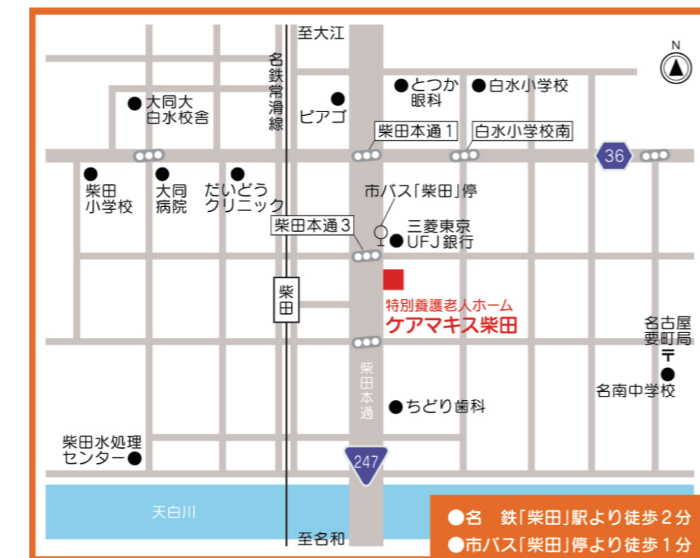 至大江
N
名鉄常滑線
とつか
眼科
白水小学校
大同大
白水校舎
ピアゴ
柴田本通1
白水小学校南
36
柴田
小学校
大同
病院
だいどう
クリニック
市バス「柴田」停
柴田本通3
三菱東京
UFJ銀行
柴田
特別養護老人ホーム
ケアマキス柴田
名古屋
要町局
〒
名南中学校
柴田本通
ちどり歯科
柴田水処理
センター
247
天白川
至名和
●名 鉄「柴田」駅より徒歩2分
●市バス「柴田」停より徒歩1分